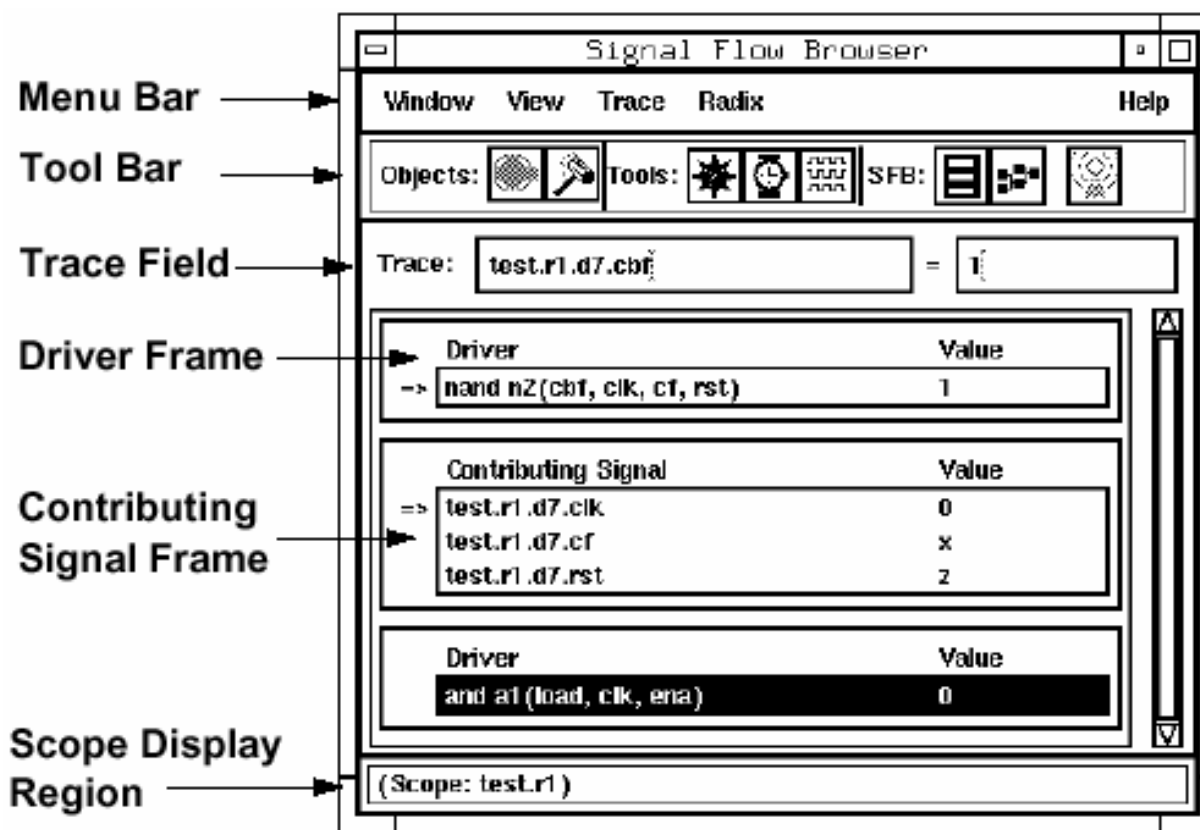 Signal Flow Browser
Menu Bar
Window View Trace Radix Help
Tool Bar
Objects: Tools: SFB:
Trace Field
Trace: test.r1.d7.cbf = 1
Driver Frame
Driver Value
=> nand n2(cbf, clk, cf, rst) 1
Contributing Signal Frame
Contributing Signal Value
=> test.r1.d7.clk 0
test.r1.d7.cf x
test.r1.d7.rst z
Driver Value
and a1(load, clk, ena) 0
Scope Display Region
(Scope: test.r1)